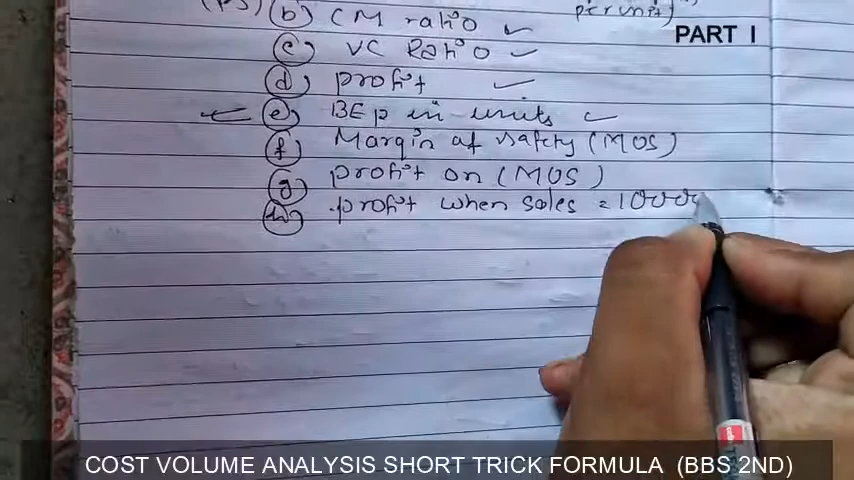 (b) CM ratio ✓ per unit)
PART I
(c) VC Ratio ✓
(d) profit ✓
(e) BEP in units ✓
(f) Margin of safety (MOS)
(g) profit on (MOS)
(h) profit when sales = 10000
COST VOLUME ANALYSIS SHORT TRICK FORMULA (BBS 2ND)